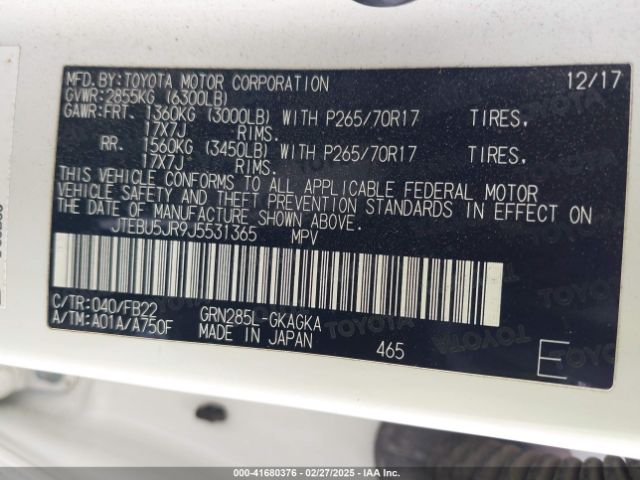 MFD.BY:TOYOTA MOTOR CORPORATION 12/17
GVWR:2855KG (6300LB)
GAWR:FRT. 1360KG (3000LB) WITH P265/70R17 TIRES,
17X7J RIMS.
RR. 1560KG (3450LB) WITH P265/70R17 TIRES,
17X7J RIMS.
THIS VEHICLE CONFORMS TO ALL APPLICABLE FEDERAL MOTOR
VEHICLE SAFETY AND THEFT PREVENTION STANDARDS IN EFFECT ON
THE DATE OF MANUFACTURE SHOWN ABOVE.
JTEBU5JR9J5531365 MPV
C/TR:040/FB22 GRN285L-GKAGKA
A/TM:A01A/A750F MADE IN JAPAN 465 E
TOYOTA TOYOTA
000-41680376 | 02/27/2025 | IAA Inc.